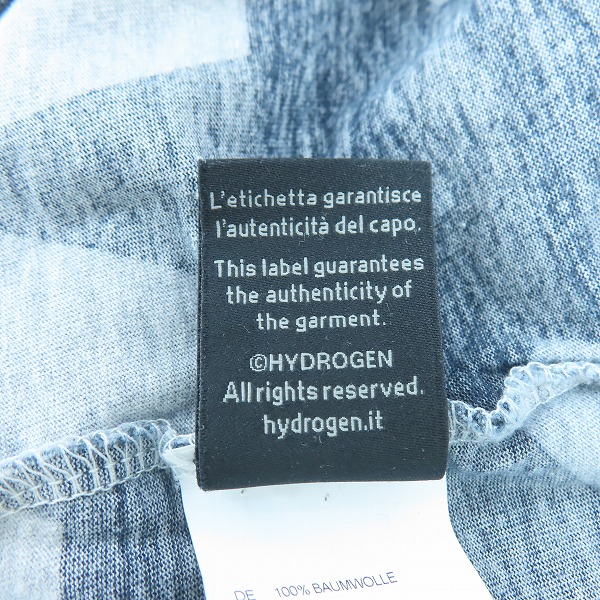 L'etichetta garantisce
l'autenticità del capo.
This label guarantees
the authenticity of
the garment.
©HYDROGEN
All rights reserved.
hydrogen.it
DE 100% BAUMWOLLE